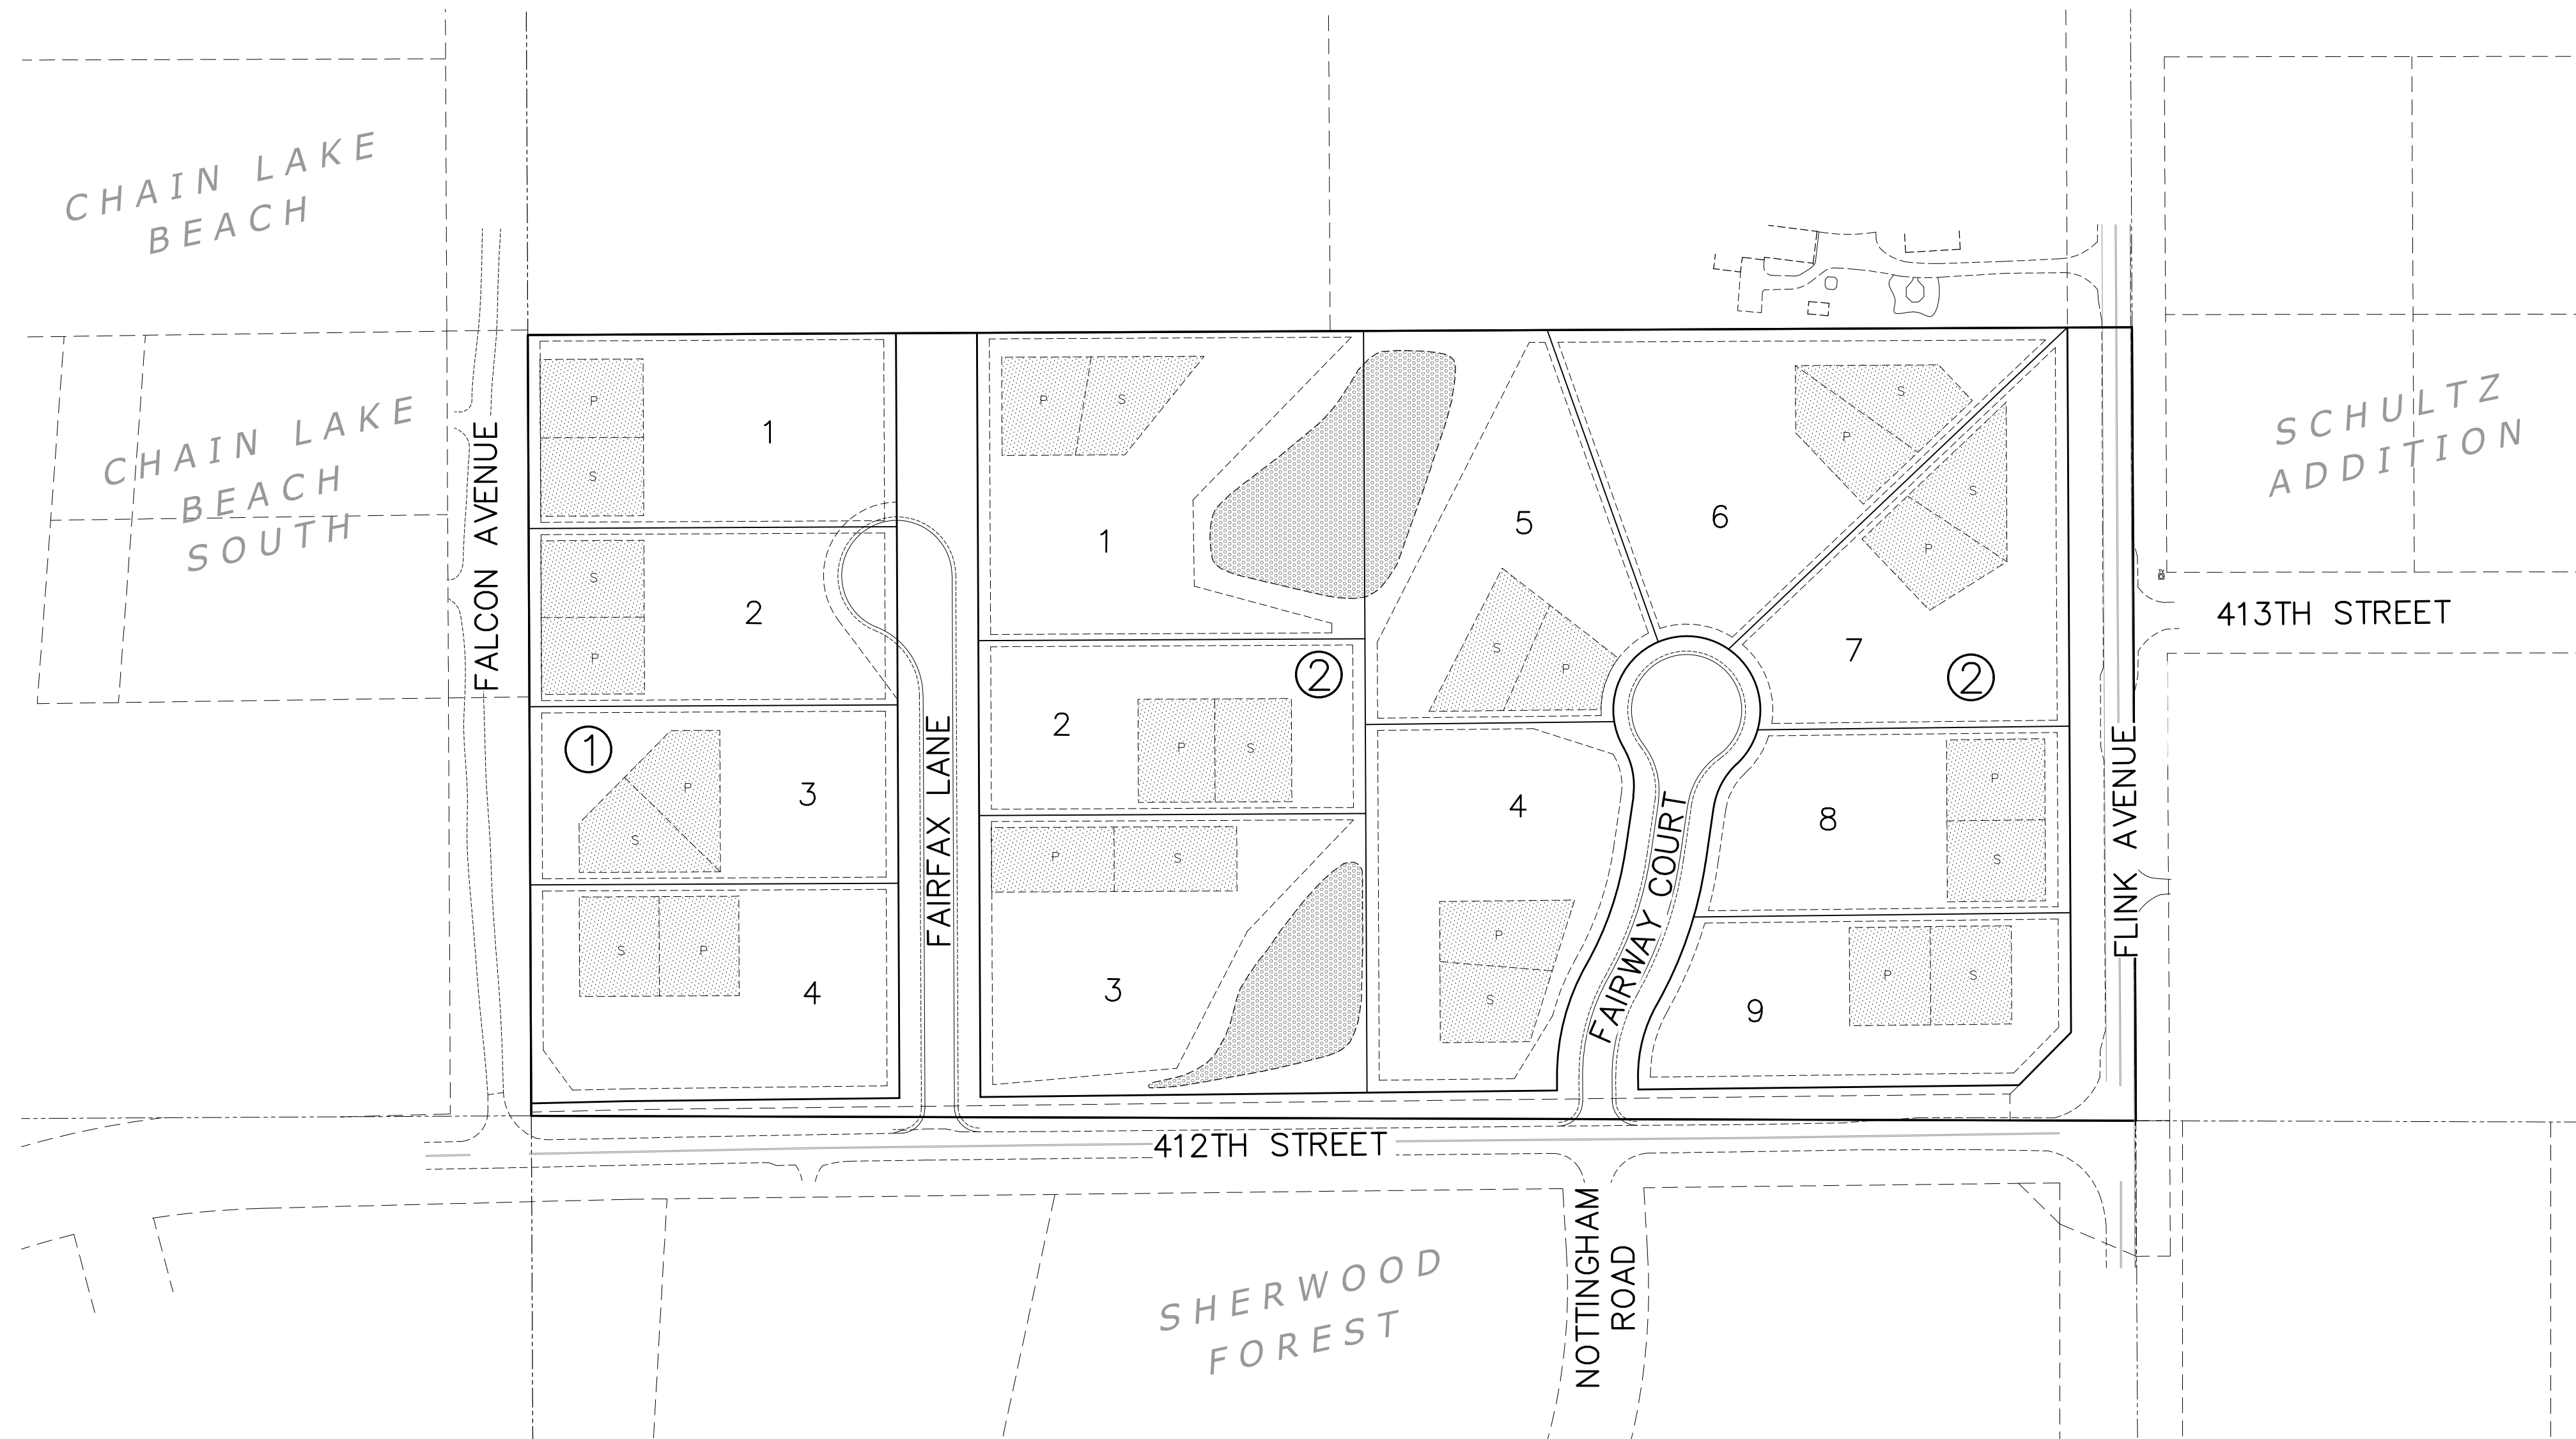 CHAIN LAKE
BEACH
CHAIN LAKE
BEACH
SOUTH
FALCON AVENUE
P
S
1
S
P
2
1
P
S
3
S
P
4
FAIRFAX LANE
P
S
1
2
P
S
2
P
S
3
5
S
P
4
P
S
FAIRWAY COURT
S
P
6
S
P
7
2
P
S
8
P
S
9
FLINK AVENUE
SCHULTZ
ADDITION
413TH STREET
412TH STREET
NOTTINGHAM
ROAD
SHERWOOD
FOREST